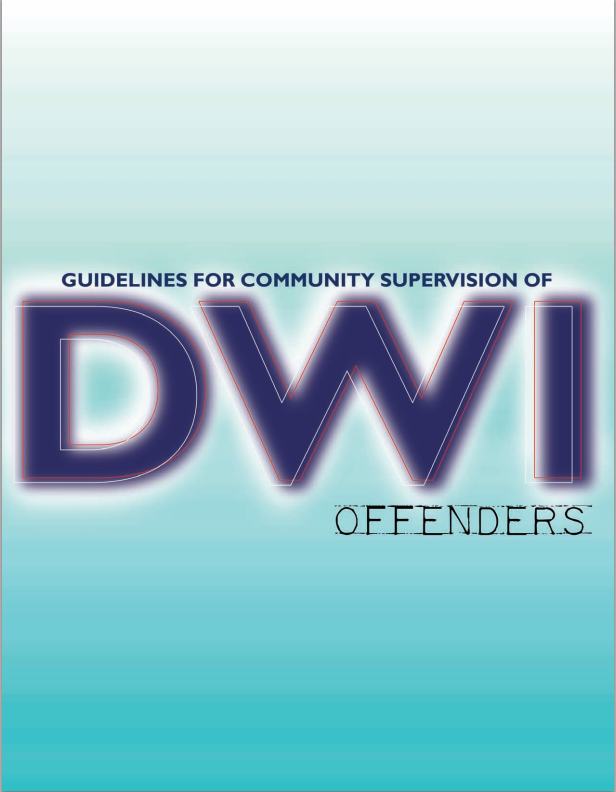 GUIDELINES FOR COMMUNITY SUPERVISION OF
DWI
OFFENDERS